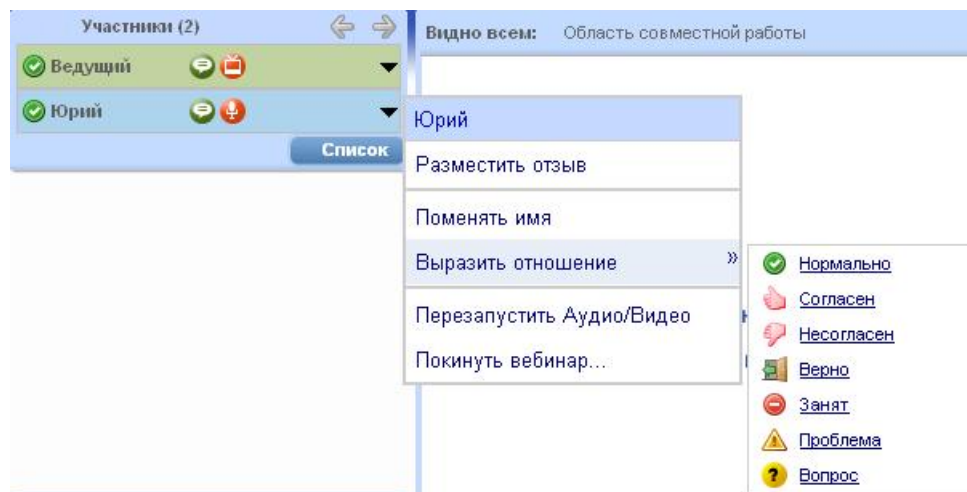 Участники (2)
Видно всем: Область совместной работы
Ведущий
Юрий
Список
Юрий
Разместить отзыв
Поменять имя
Выразить отношение »
Перезапустить Аудио/Видео
Покинуть вебинар...
Нормально
Согласен
Несогласен
Верно
Занят
Проблема
Вопрос